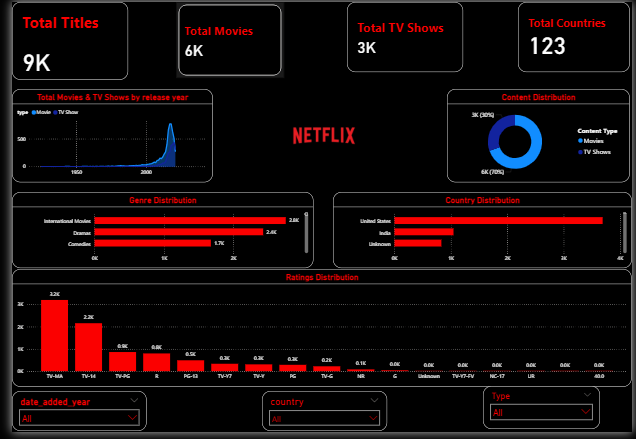 Total Titles
9K
Total Movies
6K
Total TV Shows
3K
Total Countries
123
Total Movies & TV Shows by release year
type Movie TV Show
500
0
1950 2000
NETFLIX
Content Distribution
3K (30%)
6K (70%)
Content Type
Movies
TV Shows
Genre Distribution
International Movies 2.8K
Dramas 2.4K
Comedies 1.7K
0K 1K 2K
Country Distribution
United States
India
Unknown
0K 1K 2K 3K 4K
Ratings Distribution
3K
2K
1K
0K
3.2K 2.2K 0.9K 0.8K 0.5K 0.3K 0.3K 0.3K 0.2K 0.1K 0.0K 0.0K 0.0K 0.0K 0.0K 0.0K
TV-MA TV-14 TV-PG R PG-13 TV-Y7 TV-Y PG TV-G NR G Unknown TV-Y7-FV NC-17 UR
date_added_year
All
country
All
Type
All